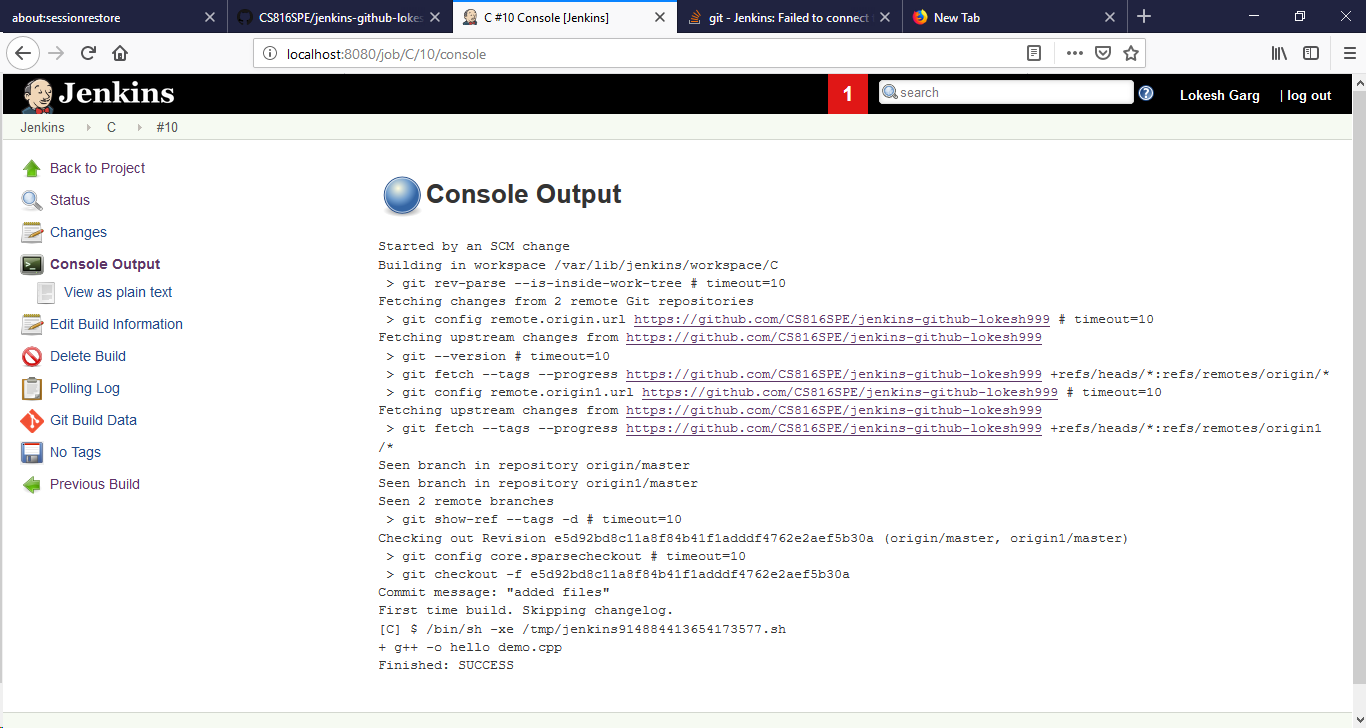 about:sessionrestore
CS816SPE/jenkins-github-lokes
C #10 Console [Jenkins]
git - Jenkins: Failed to connect
New Tab
localhost:8080/job/C/10/console
Jenkins
1
search
Lokesh Garg
| log out
Jenkins
C
#10
Back to Project
Status
Changes
Console Output
View as plain text
Edit Build Information
Delete Build
Polling Log
Git Build Data
No Tags
Previous Build
Console Output
Started by an SCM change
Building in workspace /var/lib/jenkins/workspace/C
> git rev-parse --is-inside-work-tree # timeout=10
Fetching changes from 2 remote Git repositories
> git config remote.origin.url https://github.com/CS816SPE/jenkins-github-lokesh999 # timeout=10
Fetching upstream changes from https://github.com/CS816SPE/jenkins-github-lokesh999
> git --version # timeout=10
> git fetch --tags --progress https://github.com/CS816SPE/jenkins-github-lokesh999 +refs/heads/*:refs/remotes/origin/*
> git config remote.origin1.url https://github.com/CS816SPE/jenkins-github-lokesh999 # timeout=10
Fetching upstream changes from https://github.com/CS816SPE/jenkins-github-lokesh999
> git fetch --tags --progress https://github.com/CS816SPE/jenkins-github-lokesh999 +refs/heads/*:refs/remotes/origin1
/*
Seen branch in repository origin/master
Seen branch in repository origin1/master
Seen 2 remote branches
> git show-ref --tags -d # timeout=10
Checking out Revision e5d92bd8c11a8f84b41f1adddf4762e2aef5b30a (origin/master, origin1/master)
> git config core.sparsecheckout # timeout=10
> git checkout -f e5d92bd8c11a8f84b41f1adddf4762e2aef5b30a
Commit message: "added files"
First time build. Skipping changelog.
[C] $ /bin/sh -xe /tmp/jenkins914884413654173577.sh
+ g++ -o hello demo.cpp
Finished: SUCCESS